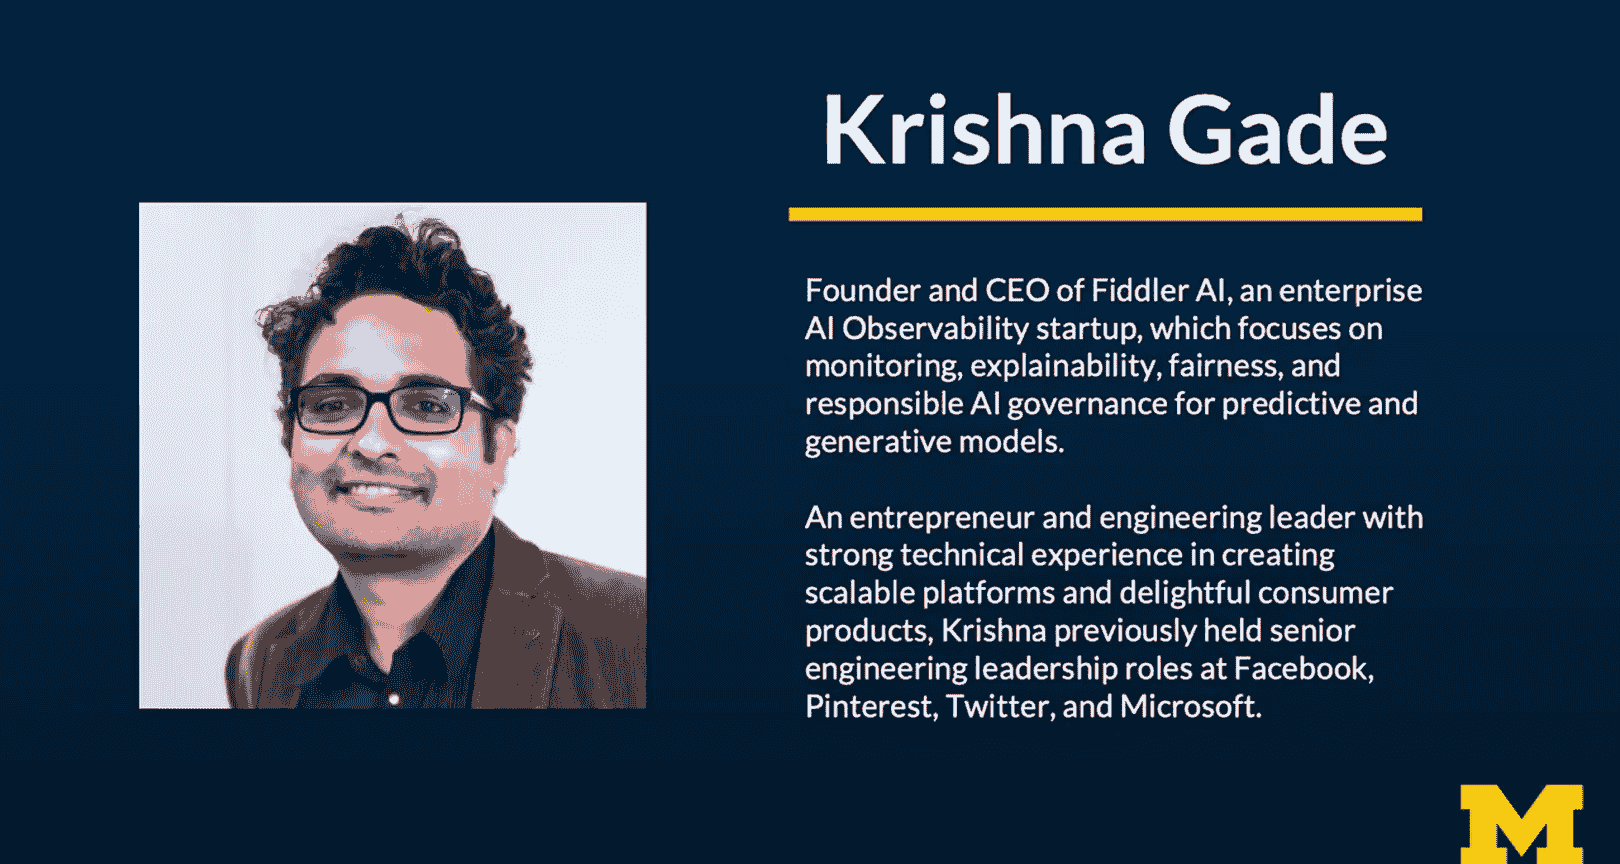 Krishna Gade
Founder and CEO of Fiddler AI, an enterprise
AI Observability startup, which focuses on
monitoring, explainability, fairness, and
responsible AI governance for predictive and
generative models.
An entrepreneur and engineering leader with
strong technical experience in creating
scalable platforms and delightful consumer
products, Krishna previously held senior
engineering leadership roles at Facebook,
Pinterest, Twitter, and Microsoft.
M